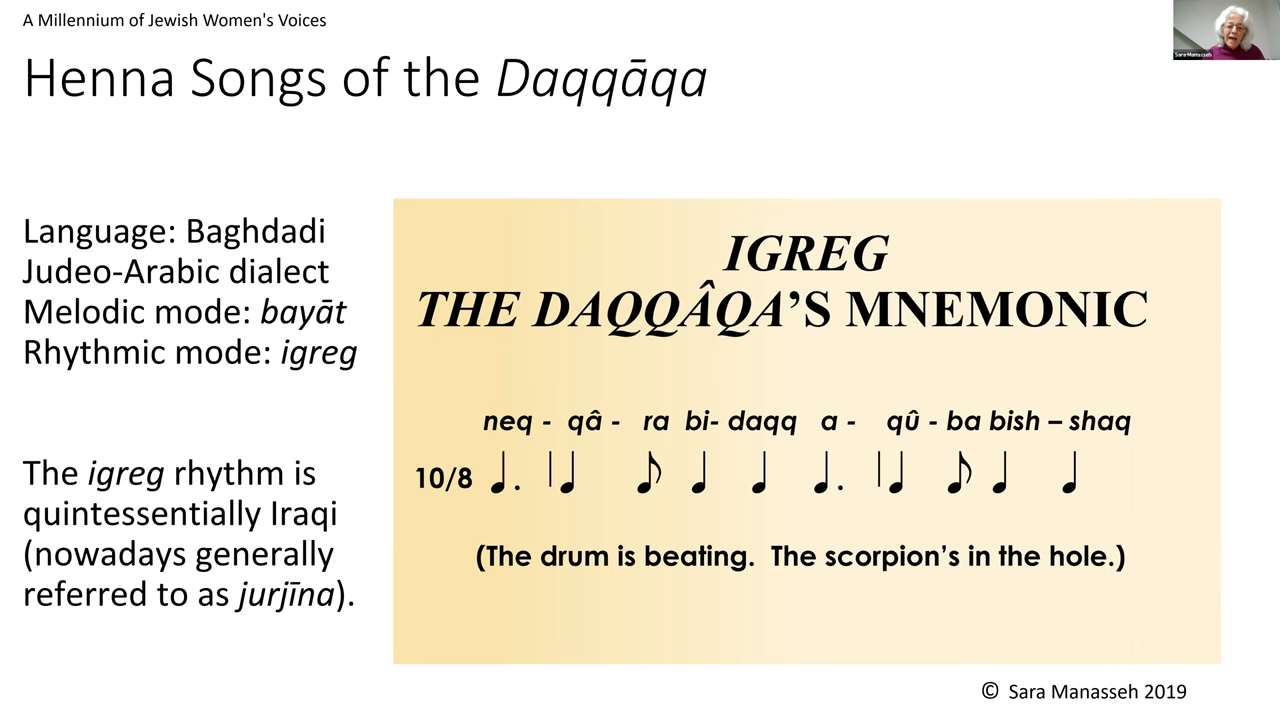 A Millennium of Jewish Women's Voices
Sara Manasseh
Henna Songs of the Daqqāqa
Language: Baghdadi
Judeo-Arabic dialect
Melodic mode: bayāt
Rhythmic mode: igreg
The igreg rhythm is
quintessentially Iraqi
(nowadays generally
referred to as jurjīna).
IGREG
THE DAQQÂQA’S MNEMONIC
neq - qâ - ra bi- daqq a - qû - ba bish – shaq
10/8
(The drum is beating. The scorpion’s in the hole.)
© Sara Manasseh 2019